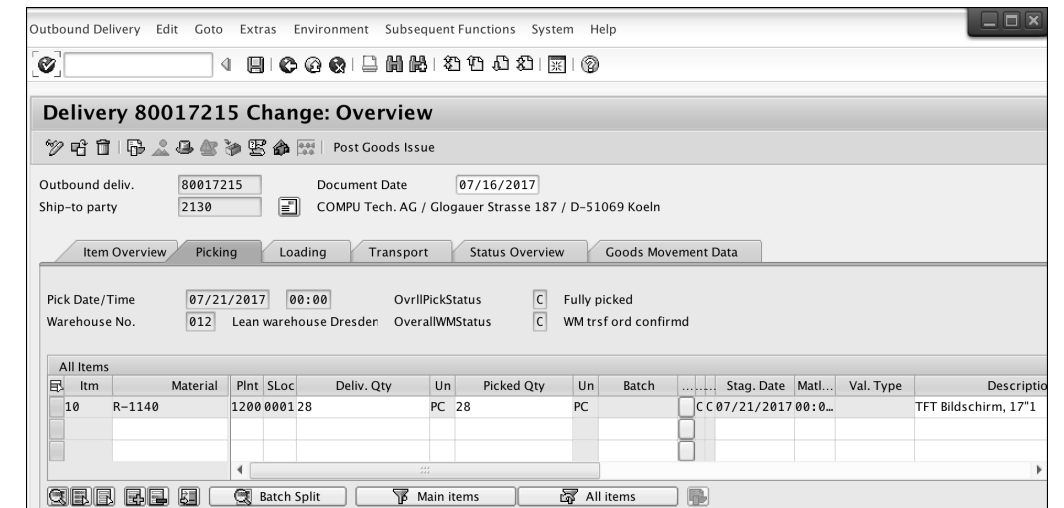 Outbound Delivery Edit Goto Extras Environment Subsequent Functions System Help
Delivery 80017215 Change: Overview
Post Goods Issue
Outbound deliv. 80017215 Document Date 07/16/2017
Ship-to party 2130 COMPU Tech. AG / Glogauer Strasse 187 / D-51069 Koeln
Item Overview Picking Loading Transport Status Overview Goods Movement Data
Pick Date/Time 07/21/2017 00:00 OvrllPickStatus C Fully picked
Warehouse No. 012 Lean warehouse Dresden OverallWMStatus C WM trsf ord confirmd
All Items
Itm Material Plnt SLoc Deliv. Qty Un Picked Qty Un Batch ... ... ... Stag. Date Matl... Val. Type Descriptio
10 R-1140 1200 0001 28 PC 28 PC C C 07/21/2017 00:0... TFT Bildschirm, 17"1
Batch Split Main items All items